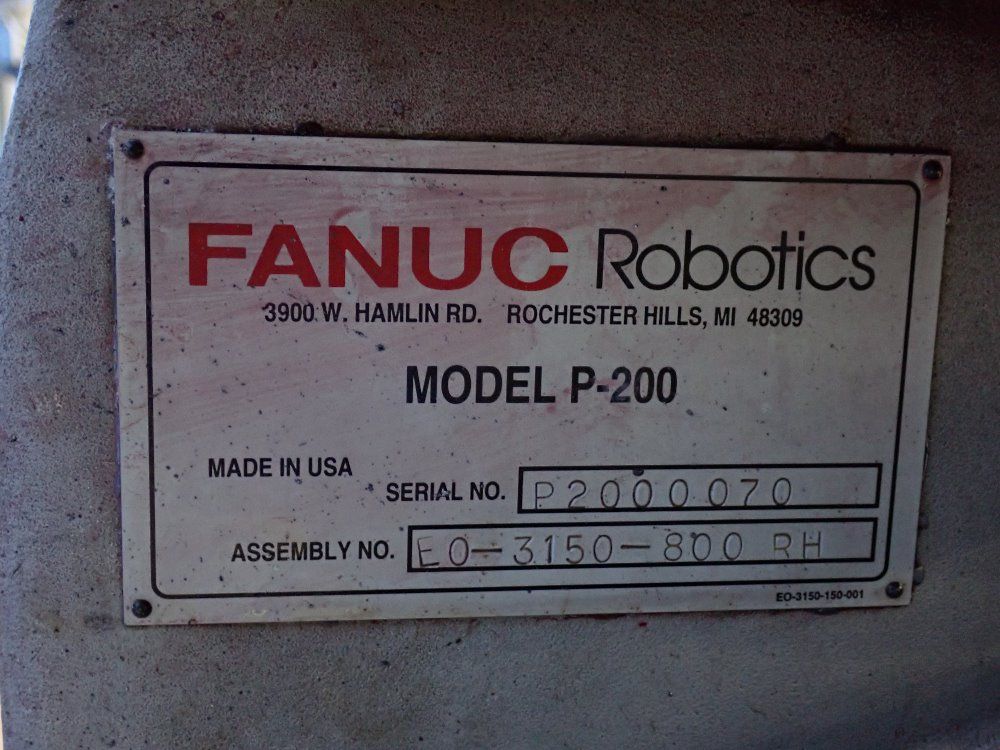 FANUC Robotics
3900 W. HAMLIN RD. ROCHESTER HILLS, MI 48309
MODEL P-200
MADE IN USA
SERIAL NO. P2000070
ASSEMBLY NO. EO-3150-800 RH
EO-3150-150-001